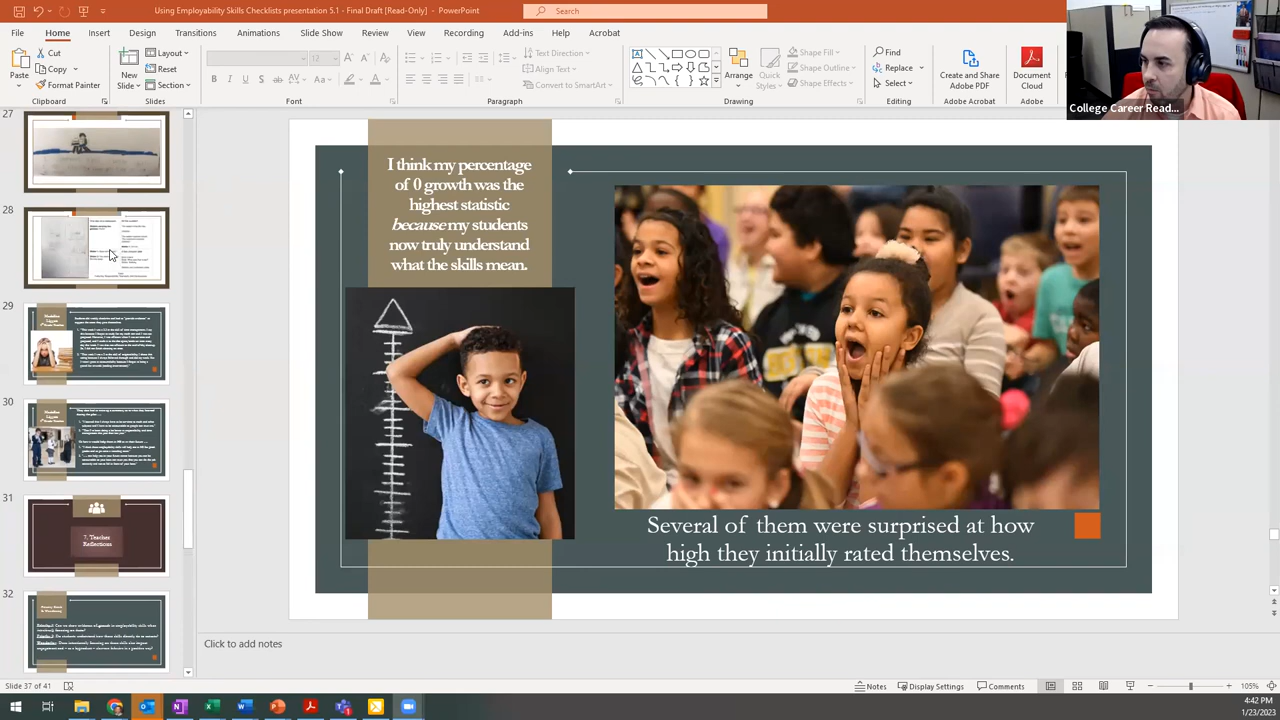 Using Employability Skills Checklists presentation 5.1 - Final Draft [Read-Only] - PowerPoint
Search
File Home Insert Design Transitions Animations Slide Show Review View Recording Add-ins Help Acrobat
Paste
Cut
Copy
Format Painter
Clipboard
New
Slide
Layout
Reset
Section
Slides
12
Font
Text Direction
Align Text
Convert to SmartArt
Paragraph
Arrange
Quick
Styles
Shape Fill
Shape Outline
Shape Effects
Drawing
Find
Replace
Select
Editing
Create and Share
Adobe PDF
Adobe Acrobat
Document
Cloud
Adobe
College Career Read...
27
28
29
30
31
7. Teacher
Reflections
32
I think my percentage
of 0 growth was the
highest statistic
because my students
now truly understand
what the skills mean.
Several of them were surprised at how
high they initially rated themselves.
Click to add notes
Slide 37 of 41
Notes
Display Settings
Comments
105%
4:42 PM
1/23/2023